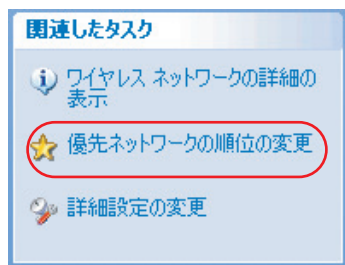 関連したタスク
ワイヤレス ネットワークの詳細の
表示
優先ネットワークの順位の変更
詳細設定の変更